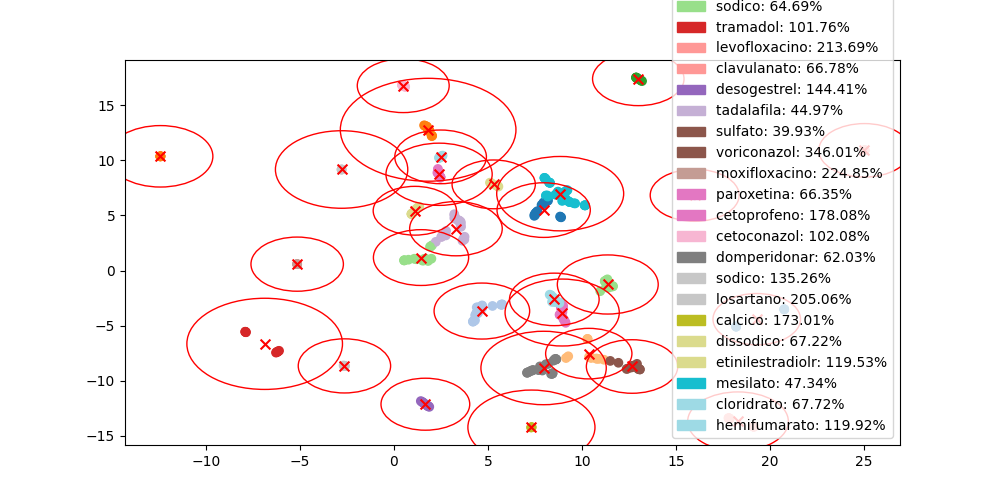 sodico: 64.69%
tramadol: 101.76%
levofloxacino: 213.69%
clavulanato: 66.78%
desogestrel: 144.41%
tadalafila: 44.97%
sulfato: 39.93%
voriconazol: 346.01%
moxifloxacino: 224.85%
paroxetina: 66.35%
cetoprofeno: 178.08%
cetoconazol: 102.08%
domperidonar: 62.03%
sodico: 135.26%
losartano: 205.06%
calcico: 173.01%
dissodico: 67.22%
etinilestradiolr: 119.53%
mesilato: 47.34%
cloridrato: 67.72%
hemifumarato: 119.92%
15
10
5
0
−5
−10
−15
−10 −5 0 5 10 15 20 25